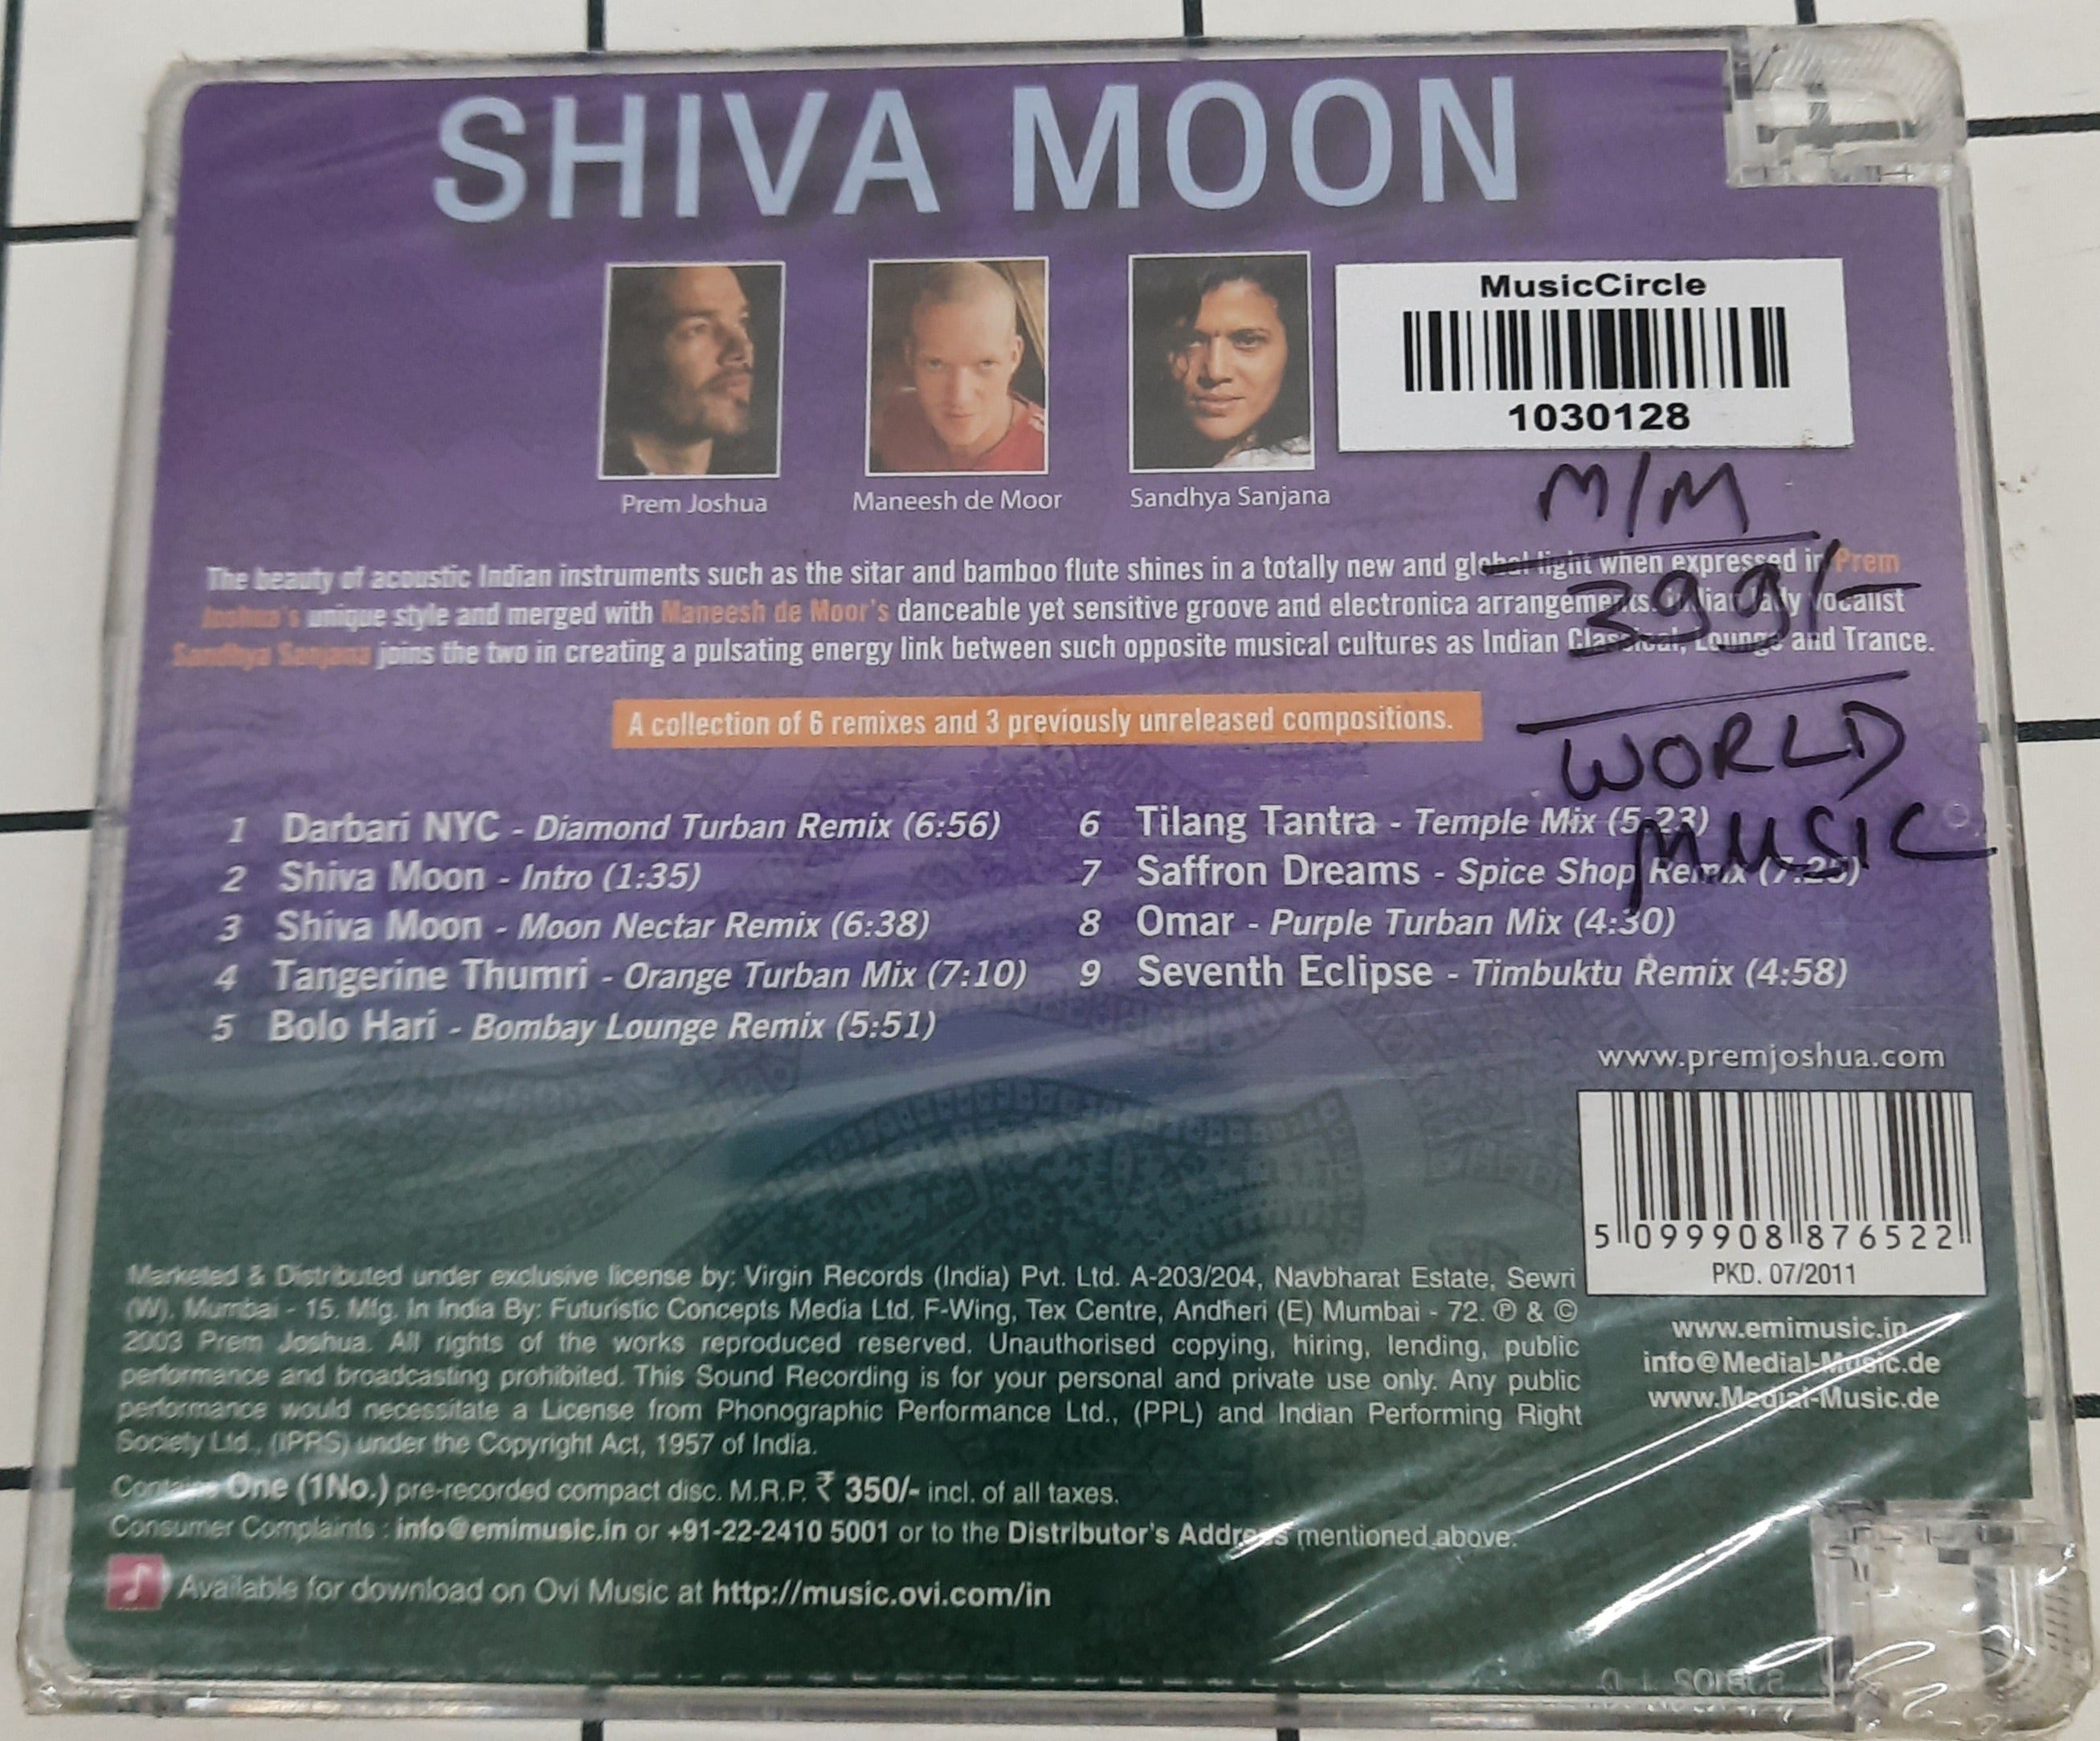 SHIVA MOON
MusicCircle
1030128
Prem Joshua
Maneesh de Moor
Sandhya Sanjana
M/M
399/-
WORLD
MUSIC
The beauty of acoustic Indian instruments such as the sitar and bamboo flute shines in a totally new and global light when expressed in Prem
Joshua's unique style and merged with Maneesh de Moor's danceable yet sensitive groove and electronica arrangements. Indian lady vocalist
Sandhya Sanjana joins the two in creating a pulsating energy link between such opposite musical cultures as Indian Classical, Lounge and Trance.
A collection of 6 remixes and 3 previously unreleased compositions.
1 Darbari NYC - Diamond Turban Remix (6:56)
2 Shiva Moon - Intro (1:35)
3 Shiva Moon - Moon Nectar Remix (6:38)
4 Tangerine Thumri - Orange Turban Mix (7:10)
5 Bolo Hari - Bombay Lounge Remix (5:51)
6 Tilang Tantra - Temple Mix (5:23)
7 Saffron Dreams - Spice Shop Remix (7:25)
8 Omar - Purple Turban Mix (4:30)
9 Seventh Eclipse - Timbuktu Remix (4:58)
www.premjoshua.com
5 099908 876522
PKD. 07/2011
www.emimusic.in
info@Medial-Music.de
www.Medial-Music.de
Marketed & Distributed under exclusive license by: Virgin Records (India) Pvt. Ltd. A-203/204, Navbharat Estate, Sewri
(W), Mumbai - 15. Mfg. In India By: Futuristic Concepts Media Ltd. F-Wing, Tex Centre, Andheri (E) Mumbai - 72. ℗ & ©
2003 Prem Joshua. All rights of the works reproduced reserved. Unauthorised copying, hiring, lending, public
performance and broadcasting prohibited. This Sound Recording is for your personal and private use only. Any public
performance would necessitate a License from Phonographic Performance Ltd., (PPL) and Indian Performing Right
Society Ltd., (IPRS) under the Copyright Act, 1957 of India.
Contains One (1No.) pre-recorded compact disc. M.R.P. ₹ 350/- incl. of all taxes.
Consumer Complaints : info@emimusic.in or +91-22-2410 5001 or to the Distributor's Address mentioned above.
Available for download on Ovi Music at http://music.ovi.com/in